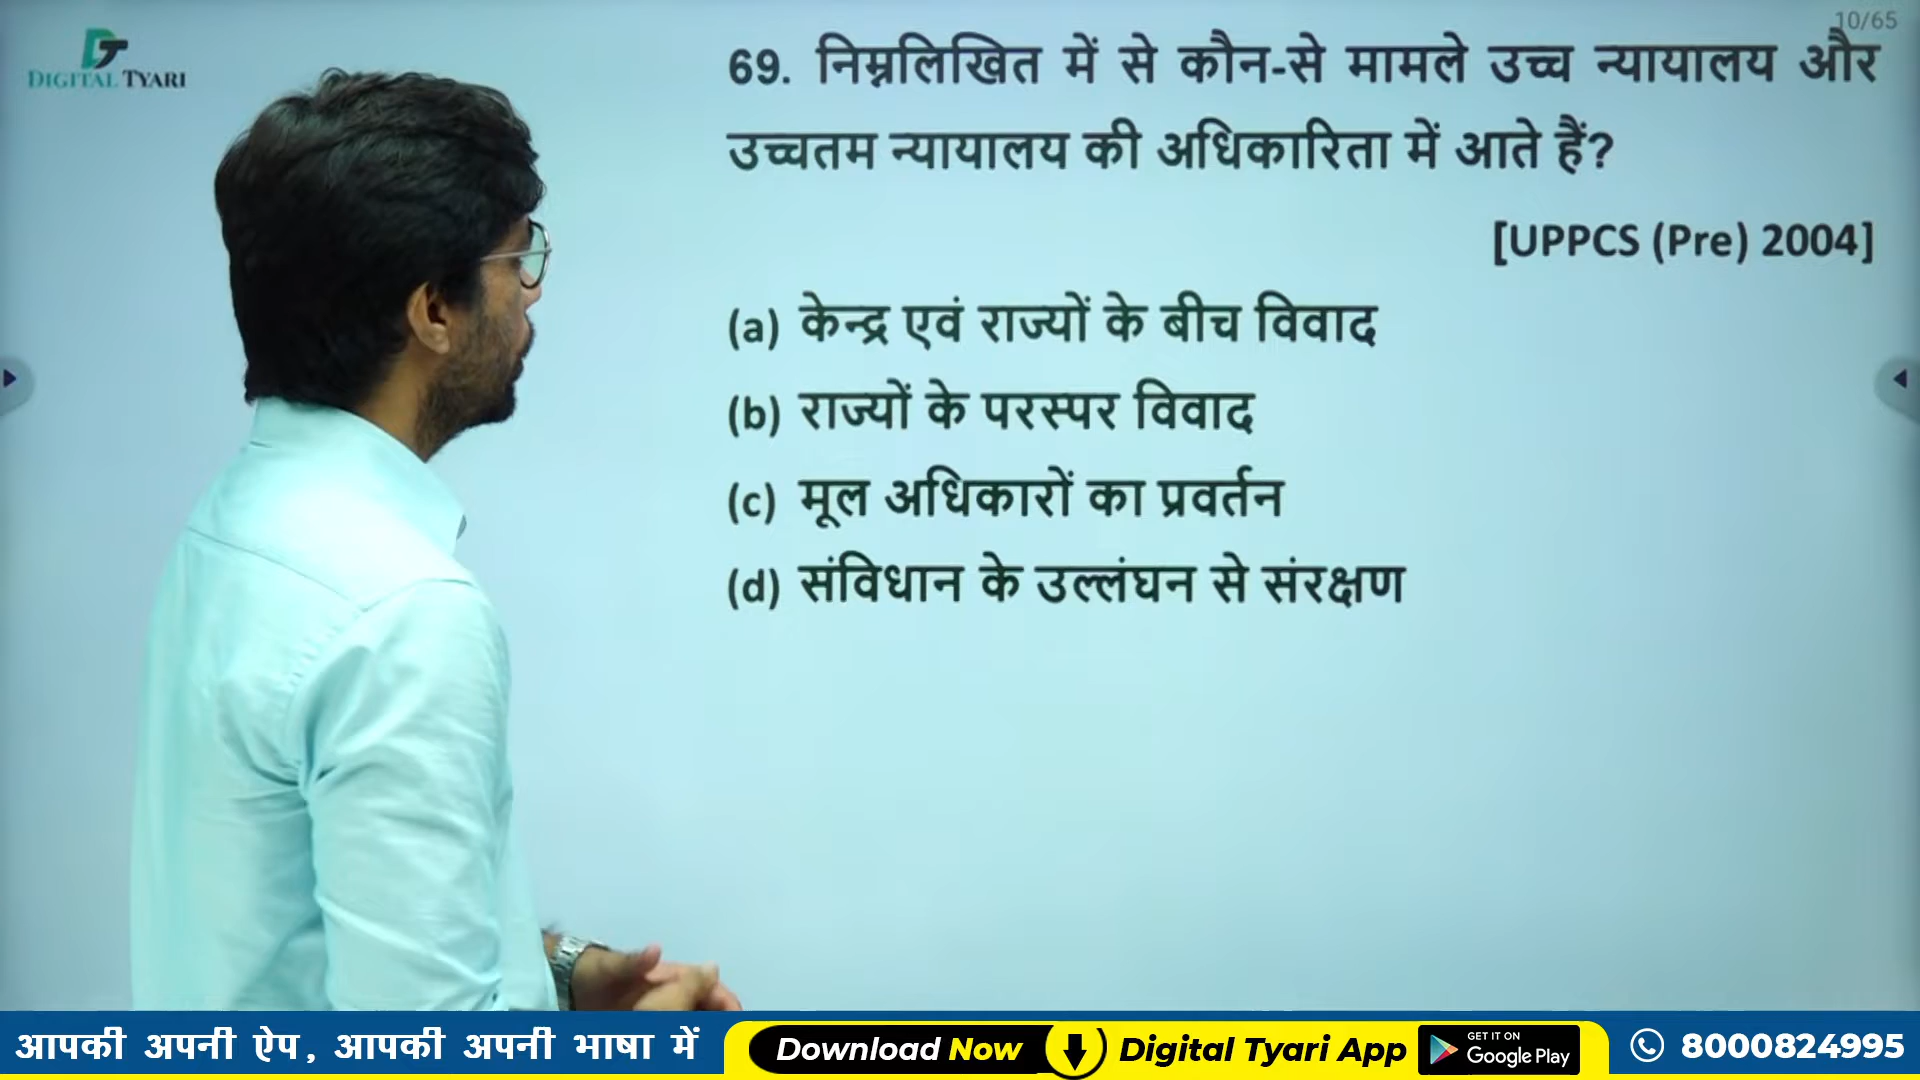 10/65
DT
DIGITAL TYARI
69. निम्नलिखित में से कौन-से मामले उच्च न्यायालय और
उच्चतम न्यायालय की अधिकारिता में आते हैं?
[UPPCS (Pre) 2004]
(a) केन्द्र एवं राज्यों के बीच विवाद
(b) राज्यों के परस्पर विवाद
(c) मूल अधिकारों का प्रवर्तन
(d) संविधान के उल्लंघन से संरक्षण
आपकी अपनी ऐप, आपकी अपनी भाषा में
Download Now
Digital Tyari App
GET IT ON
Google Play
8000824995